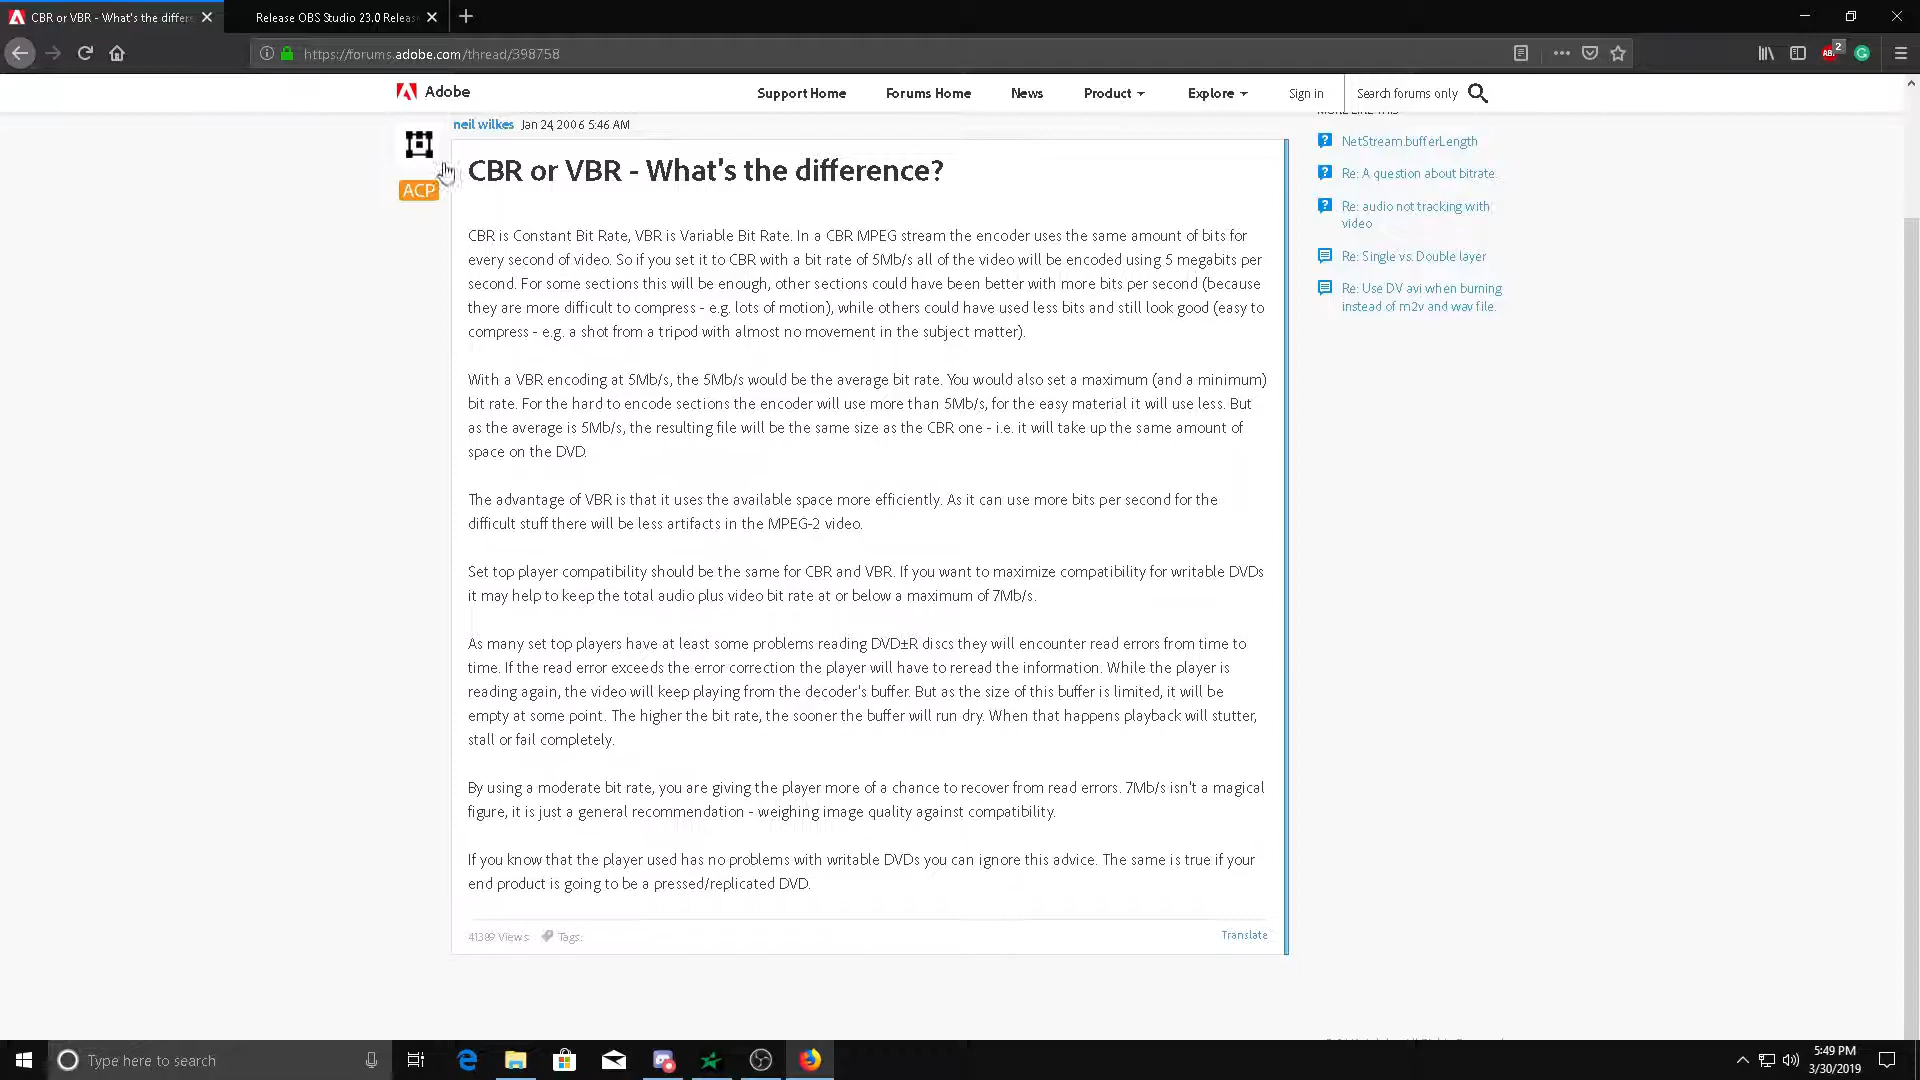 CBR or VBR - What's the differe
Release OBS Studio 23.0 Releas
https://forums.adobe.com/thread/398758
2
Adobe
Support Home
Forums Home
News
Product
Explore
Sign in
Search forums only
neil wilkes Jan 24, 2006 5:46 AM
ACP
CBR or VBR - What's the difference?
CBR is Constant Bit Rate, VBR is Variable Bit Rate. In a CBR MPEG stream the encoder uses the same amount of bits for
every second of video. So if you set it to CBR with a bit rate of 5Mb/s all of the video will be encoded using 5 megabits per
second. For some sections this will be enough, other sections could have been better with more bits per second (because
they are more difficult to compress - e.g. lots of motion), while others could have used less bits and still look good (easy to
compress - e.g. a shot from a tripod with almost no movement in the subject matter).
With a VBR encoding at 5Mb/s, the 5Mb/s would be the average bit rate. You would also set a maximum (and a minimum)
bit rate. For the hard to encode sections the encoder will use more than 5Mb/s, for the easy material it will use less. But
as the average is 5Mb/s, the resulting file will be the same size as the CBR one - i.e. it will take up the same amount of
space on the DVD.
The advantage of VBR is that it uses the available space more efficiently. As it can use more bits per second for the
difficult stuff there will be less artifacts in the MPEG-2 video.
Set top player compatibility should be the same for CBR and VBR. If you want to maximize compatibility for writable DVDs
it may help to keep the total audio plus video bit rate at or below a maximum of 7Mb/s.
As many set top players have at least some problems reading DVD±R discs they will encounter read errors from time to
time. If the read error exceeds the error correction the player will have to reread the information. While the player is
reading again, the video will keep playing from the decoder's buffer. But as the size of this buffer is limited, it will be
empty at some point. The higher the bit rate, the sooner the buffer will run dry. When that happens playback will stutter,
stall or fail completely.
By using a moderate bit rate, you are giving the player more of a chance to recover from read errors. 7Mb/s isn't a magical
figure, it is just a general recommendation - weighing image quality against compatibility.
If you know that the player used has no problems with writable DVDs you can ignore this advice. The same is true if your
end product is going to be a pressed/replicated DVD.
41389 Views
Tags:
Translate
MORE LIKE THIS
NetStream.bufferLength
Re: A question about bitrate.
Re: audio not tracking with
video
Re: Single vs. Double layer
Re: Use DV avi when burning
instead of m2v and wav file.
Type here to search
5:49 PM
3/30/2019